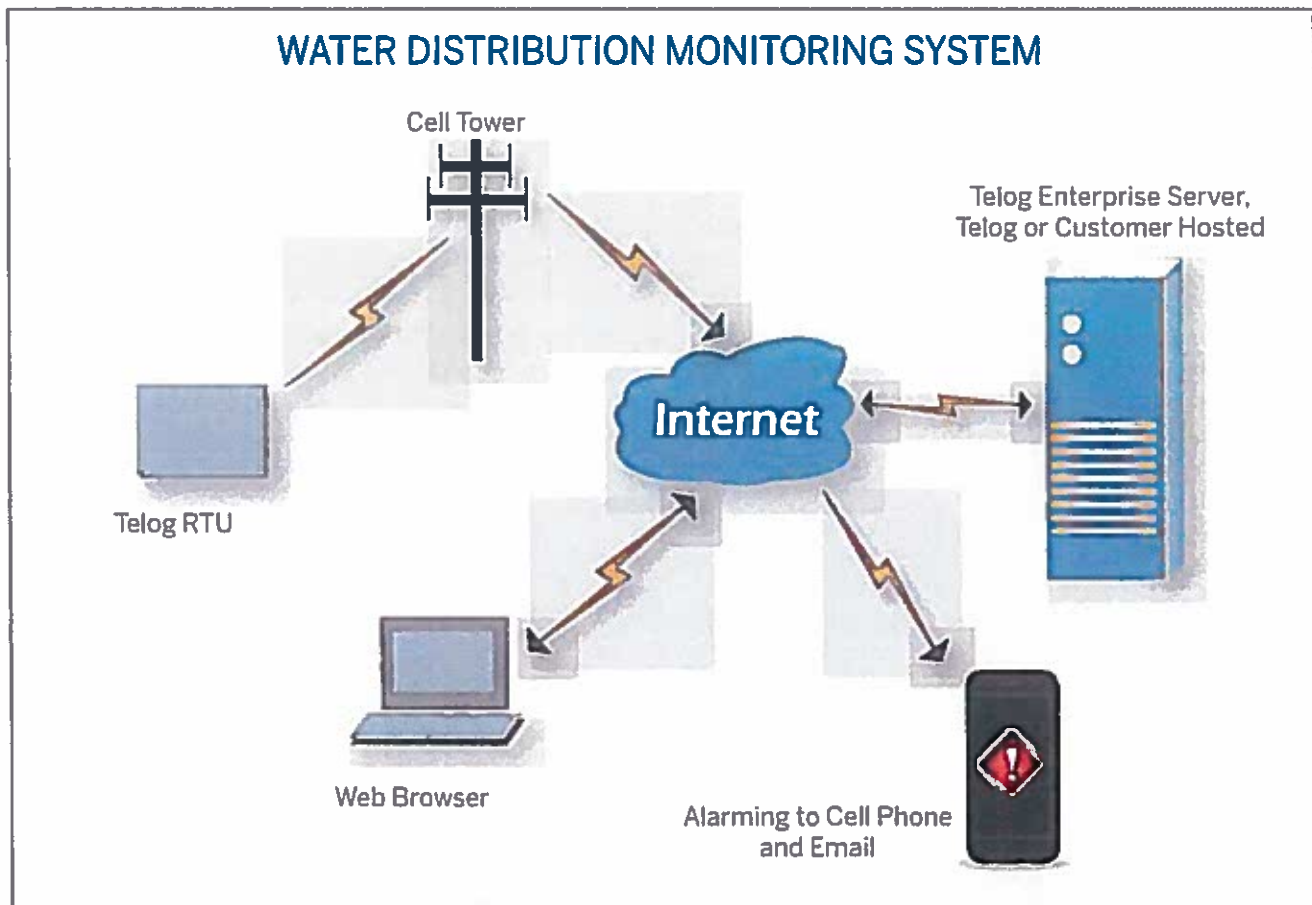 WATER DISTRIBUTION MONITORING SYSTEM
Cell Tower
Telog Enterprise Server,
Telog or Customer Hosted
Internet
Telog RTU
Web Browser
Alarming to Cell Phone
and Email